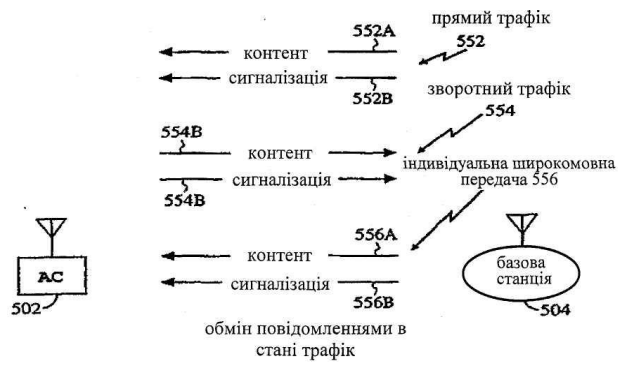 прямий трафік
552
552A
контент
сигналізація
552B
зворотний трафік
554
554B
контент
сигналізація
554B
індивідуальна широкомовна
передача 556
556A
контент
сигналізація
556B
AC
502
базова
станція
504
обмін повідомленнями в
стані трафік